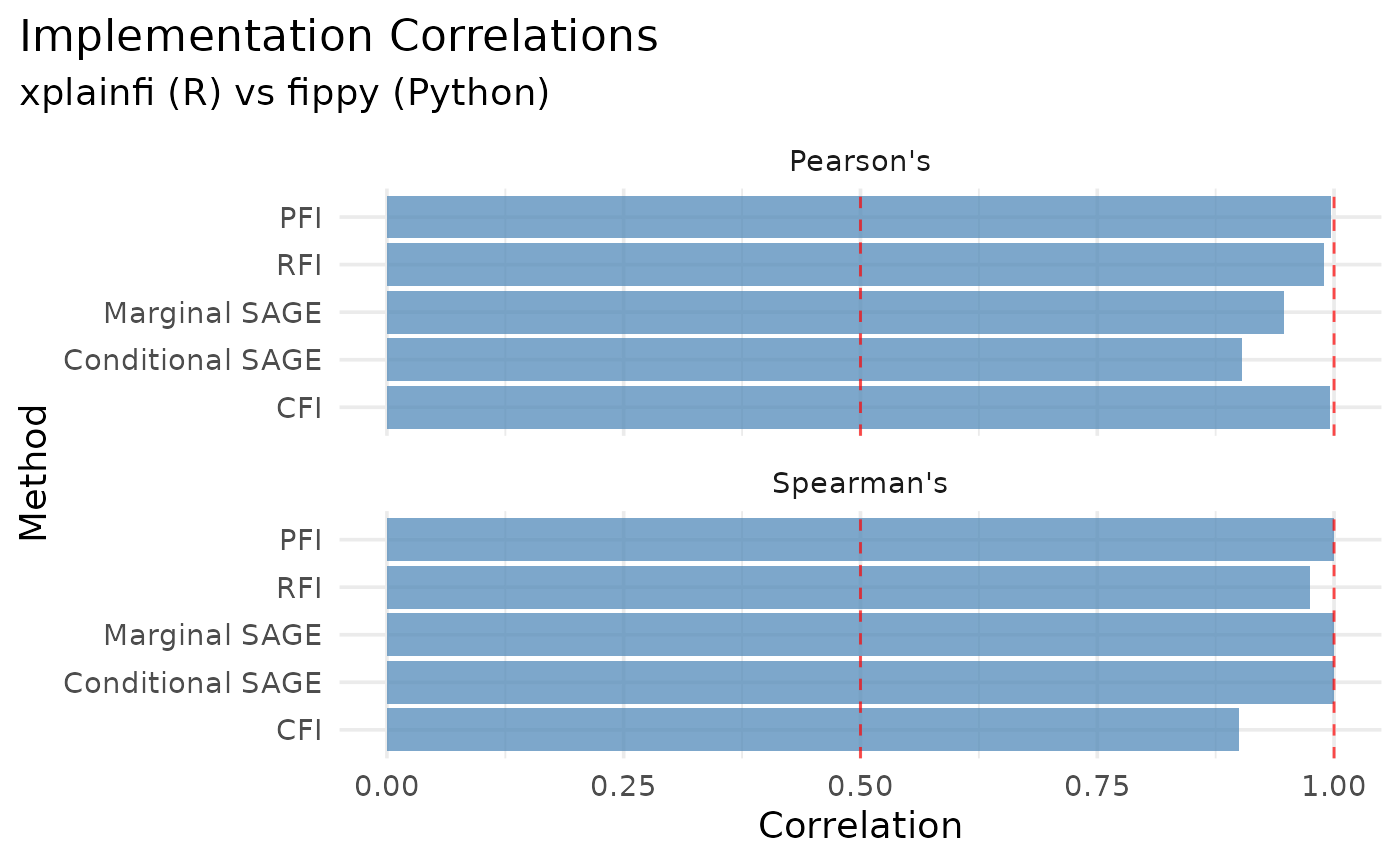 Implementation Correlations
xplainfi (R) vs fippy (Python)
Pearson's
PFI
RFI
Marginal SAGE
Conditional SAGE
CFI
Method
Spearman's
PFI
RFI
Marginal SAGE
Conditional SAGE
CFI
0.00 0.25 0.50 0.75 1.00
Correlation